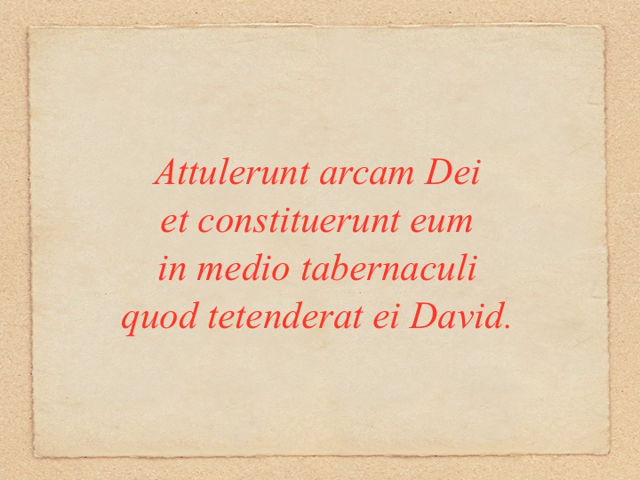 Attulerunt arcam Dei
et constituerunt eum
in medio tabernaculi
quod tetenderat ei David.